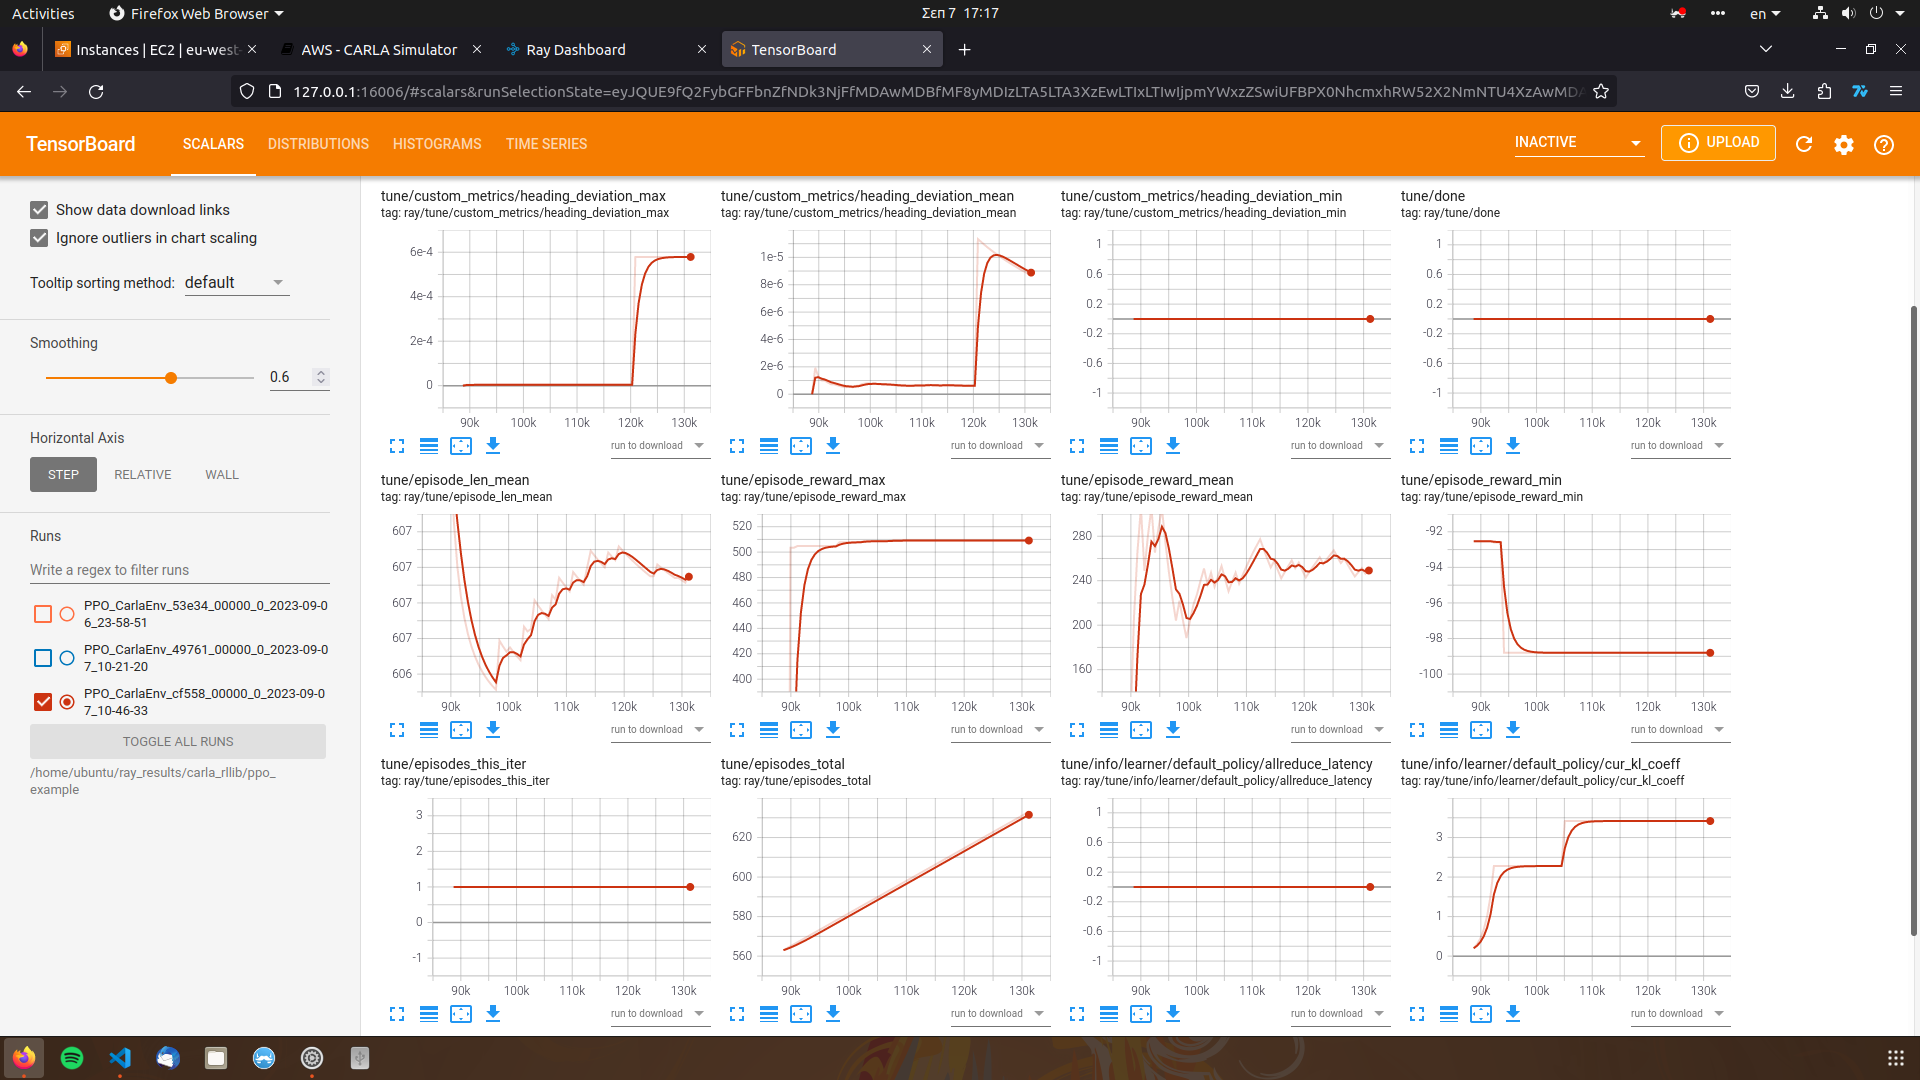 Activities
Firefox Web Browser
Σεπ 7 17:17
en
Instances | EC2 | eu-west-
AWS - CARLA Simulator
Ray Dashboard
TensorBoard
TensorBoard
SCALARS
DISTRIBUTIONS
HISTOGRAMS
TIME SERIES
INACTIVE
UPLOAD
Show data download links
Ignore outliers in chart scaling
Tooltip sorting method: default
Smoothing
0.6
Horizontal Axis
STEP
RELATIVE
WALL
Runs
Write a regex to filter runs
PPO_CarlaEnv_53e34_00000_0_2023-09-0
6_23-58-51
PPO_CarlaEnv_49761_00000_0_2023-09-0
7_10-21-20
PPO_CarlaEnv_cf558_00000_0_2023-09-0
7_10-46-33
TOGGLE ALL RUNS
/home/ubuntu/ray_results/carla_rllib/ppo_
example
tune/custom_metrics/heading_deviation_max
tag: ray/tune/custom_metrics/heading_deviation_max
6e-4
4e-4
2e-4
0
90k 100k 110k 120k 130k
run to download
tune/custom_metrics/heading_deviation_mean
tag: ray/tune/custom_metrics/heading_deviation_mean
1e-5
8e-6
6e-6
4e-6
2e-6
0
90k 100k 110k 120k 130k
run to download
tune/custom_metrics/heading_deviation_min
tag: ray/tune/custom_metrics/heading_deviation_min
1
0.6
0.2
-0.2
-0.6
-1
90k 100k 110k 120k 130k
run to download
tune/done
tag: ray/tune/done
1
0.6
0.2
-0.2
-0.6
-1
90k 100k 110k 120k 130k
run to download
tune/episode_len_mean
tag: ray/tune/episode_len_mean
607
607
607
607
606
90k 100k 110k 120k 130k
run to download
tune/episode_reward_max
tag: ray/tune/episode_reward_max
520
500
480
460
440
420
400
90k 100k 110k 120k 130k
run to download
tune/episode_reward_mean
tag: ray/tune/episode_reward_mean
280
240
200
160
90k 100k 110k 120k 130k
run to download
tune/episode_reward_min
tag: ray/tune/episode_reward_min
-92
-94
-96
-98
-100
90k 100k 110k 120k 130k
run to download
tune/episodes_this_iter
tag: ray/tune/episodes_this_iter
3
2
1
0
-1
90k 100k 110k 120k 130k
run to download
tune/episodes_total
tag: ray/tune/episodes_total
620
600
580
560
90k 100k 110k 120k 130k
run to download
tune/info/learner/default_policy/allreduce_latency
tag: ray/tune/info/learner/default_policy/allreduce_latency
1
0.6
0.2
-0.2
-0.6
-1
90k 100k 110k 120k 130k
run to download
tune/info/learner/default_policy/cur_kl_coeff
tag: ray/tune/info/learner/default_policy/cur_kl_coeff
3
2
1
0
90k 100k 110k 120k 130k
run to download